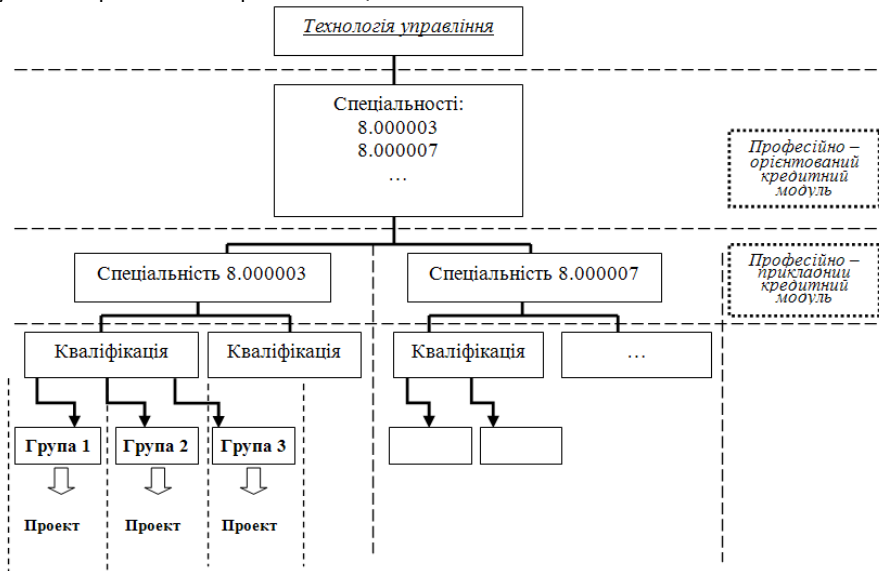 Технологія управління
Спеціальності:
8.000003
8.000007
…
Професійно –
орієнтований
кредитний
модуль
Спеціальність 8.000003
Спеціальність 8.000007
Професійно –
прикладний
кредитний
модуль
Кваліфікація
Кваліфікація
Кваліфікація
…
Група 1
Група 2
Група 3
Проект
Проект
Проект